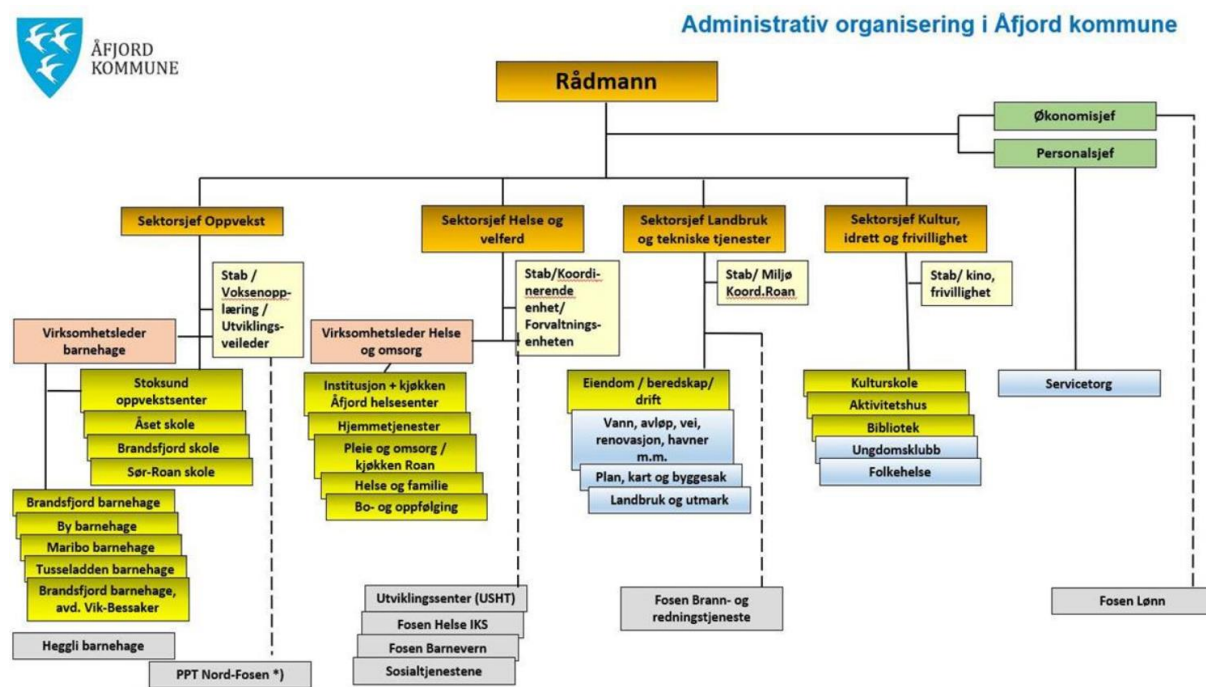 Administrativ organisering i Åfjord kommune
ÅFJORD
KOMMUNE
Rådmann
Økonomisjef
Personalsjef
Sektorsjef Oppvekst
Sektorsjef Helse og
velferd
Sektorsjef Landbruk
og tekniske tjenester
Sektorsjef Kultur,
idrett og frivillighet
Stab /
Voksenopp-
læring /
Utviklings-
veileder
Stab/Koordi-
nerende
enhet/
Forvaltnings-
enheten
Stab/ Miljø
Koord.Roan
Stab/ kino,
frivillighet
Virksomhetsleder
barnehage
Virksomhetsleder Helse
og omsorg
Stoksund
oppvekstsenter
Åset skole
Brandsfjord skole
Sør-Roan skole
Institusjon + kjøkken
Åfjord helsesenter
Hjemmetjenester
Pleie og omsorg /
kjøkken Roan
Helse og familie
Bo- og oppfølging
Eiendom / beredskap/
drift
Vann, avløp, vei,
renovasjon, havner
m.m.
Plan, kart og byggesak
Landbruk og utmark
Kulturskole
Aktivitetshus
Bibliotek
Ungdomsklubb
Folkehelse
Servicetorg
Brandsfjord barnehage
By barnehage
Maribo barnehage
Tusseladden barnehage
Brandsfjord barnehage,
avd. Vik-Bessaker
Heggli barnehage
PPT Nord-Fosen *)
Utviklingssenter (USHT)
Fosen Helse IKS
Fosen Barnevern
Sosialtjenestene
Fosen Brann- og
redningstjeneste
Fosen Lønn